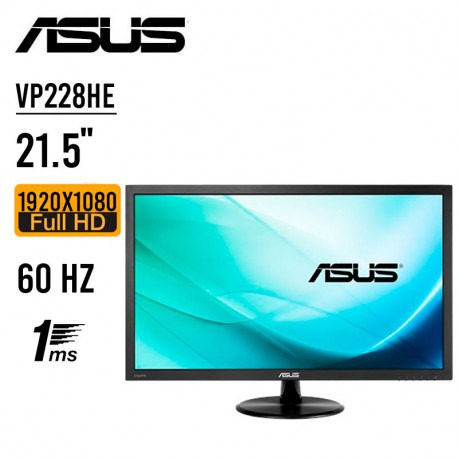 ASUS
VP228HE
21.5"
1920X1080
Full HD
60 HZ
1ms
ASUS
ASUS